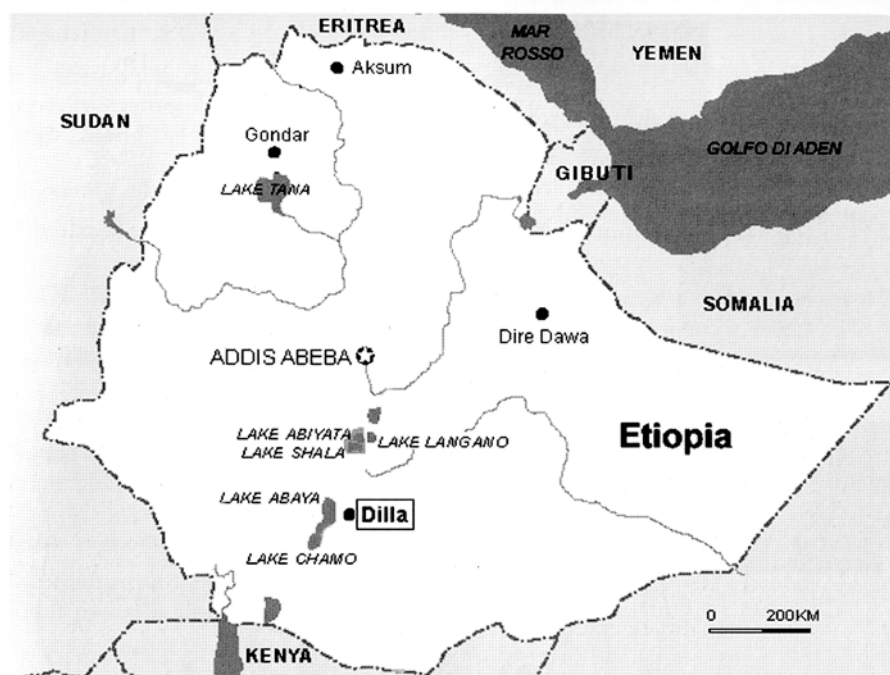 ERITREA
MAR
ROSSO
YEMEN
Aksum
SUDAN
Gondar
GOLFO DI ADEN
GIBUTI
LAKE TANA
SOMALIA
Dire Dawa
ADDIS ABEBA
LAKE ABIYATA
LAKE LANGANO
LAKE SHALA
Etiopia
LAKE ABAYA
Dilla
LAKE CHAMO
0 200KM
KENYA